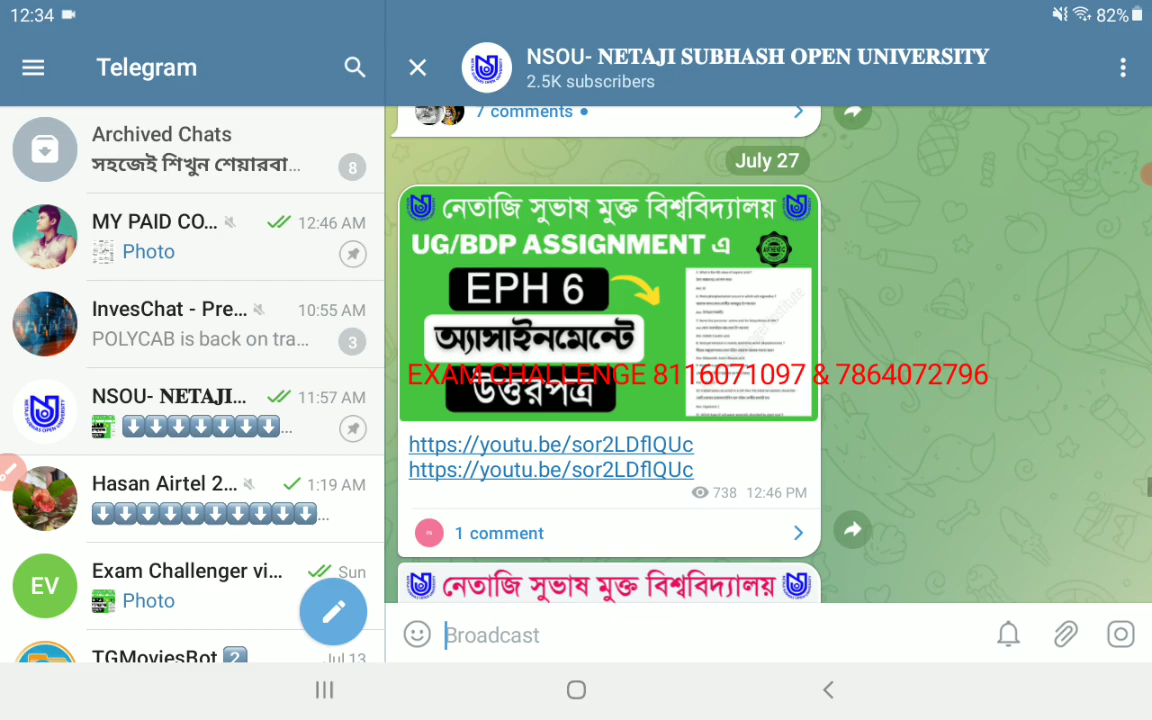 12:34
82%
Telegram
NSOU- NETAJI SUBHASH OPEN UNIVERSITY
2.5K subscribers
Archived Chats
সহজেই শিখুন শেয়ারবা...
8
MY PAID CO...
12:46 AM
Photo
InvesChat - Pre...
10:55 AM
POLYCAB is back on tra...
3
NSOU- NETAJI...
11:57 AM
Hasan Airtel 2...
1:19 AM
EV
Exam Challenger vi...
Sun
Photo
TGMoviesBot 2
Jul 13
7 comments
July 27
নেতাজি সুভাষ মুক্ত বিশ্ববিদ্যালয়
UG/BDP ASSIGNMENT এ
EPH 6
অ্যাসাইনমেন্টে
উত্তরপত্র
EXAM CHALLENGE 8116071097 & 7864072796
https://youtu.be/sor2LDflQUc
https://youtu.be/sor2LDflQUc
738 12:46 PM
1 comment
নেতাজি সুভাষ মুক্ত বিশ্ববিদ্যালয়
Broadcast